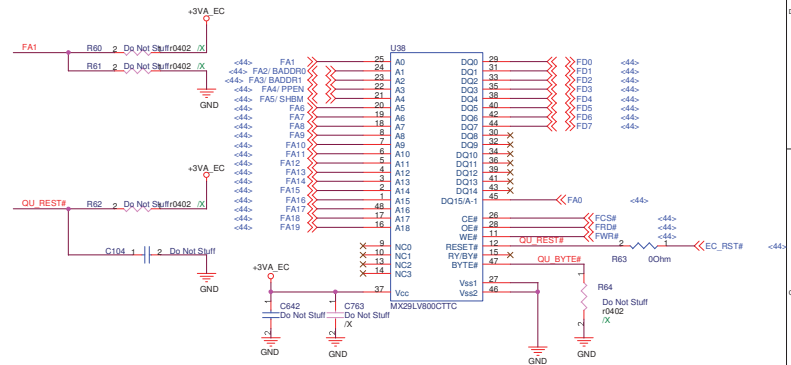 +3VA_EC
FA1
R60 2 Do Not Stuff 1 r0402 /X
R61 2 Do Not Stuff 1 r0402 /X
GND
+3VA_EC
QU_REST#
R62 2 Do Not Stuff 1 r0402 /X
C104 1 2 Do Not Stuff
GND
U38
<44> FA1 25 A0 DQ0 29 FD0 <44>
<44> FA2/ BADDR0 24 A1 DQ1 31 FD1 <44>
<44> FA3/ BADDR1 23 A2 DQ2 33 FD2 <44>
<44> FA4/ PPEN 22 A3 DQ3 35 FD3 <44>
<44> FA5/ SHBM 21 A4 DQ4 38 FD4 <44>
<44> FA6 20 A5 DQ5 40 FD5 <44>
<44> FA7 19 A6 DQ6 42 FD6 <44>
<44> FA8 18 A7 DQ7 44 FD7 <44>
<44> FA9 8 A8 DQ8 30
<44> FA10 7 A9 DQ9 32
<44> FA11 6 A10 DQ10 34
<44> FA12 5 A11 DQ11 36
<44> FA13 4 A12 DQ12 39
<44> FA14 3 A13 DQ13 41
<44> FA15 2 A14 DQ14 43
<44> FA16 1 A15 DQ15/A-1 45 FA0 <44>
<44> FA17 48 A16
<44> FA18 17 A17 CE# 26 FCS# <44>
<44> FA19 16 A18 OE# 28 FRD# <44>
WE# 11 FWR# <44>
9 NC0 RESET# 12 QU_REST# 2 1 EC_RST# <44>
R63 0Ohm
10 NC1 RY/BY# 15
13 NC2 BYTE# 47 QU_BYTE#
14 NC3
+3VA_EC
Vss1 27
37 Vcc Vss2 46
MX29LV800CTTC
1 C642 Do Not Stuff 2
1 C763 Do Not Stuff /X 2
GND
GND
GND
1 R64
Do Not Stuff
r0402
2 /X
GND